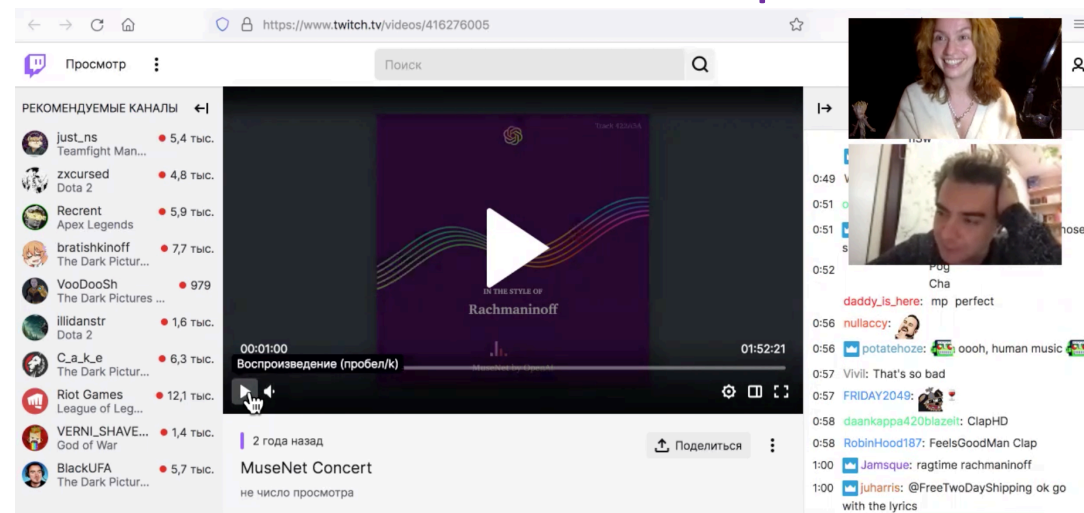 https://www.twitch.tv/videos/416276005
Просмотр
Поиск
РЕКОМЕНДУЕМЫЕ КАНАЛЫ
just_ns
5,4 тыс.
Teamfight Man...
zxcursed
4,8 тыс.
Dota 2
Recrent
5,9 тыс.
Apex Legends
bratishkinoff
7,7 тыс.
The Dark Pictur...
VooDooSh
979
The Dark Pictures ...
illidanstr
1,6 тыс.
Dota 2
C_a_k_e
6,3 тыс.
The Dark Pictur...
Riot Games
12,1 тыс.
League of Leg...
VERNI_SHAVE...
1,4 тыс.
God of War
BlackUFA
5,7 тыс.
The Dark Pictur...
IN THE STYLE OF
Rachmaninoff
00:01:00
01:52:21
Воспроизведение (пробел/k)
MuseNet by OpenAI
2 года назад
Поделиться
MuseNet Concert
не число просмотра
0:49
0:51
0:51
0:52
Pog
Cha
daddy_is_here: mp perfect
0:56 nullaccy:
0:56 potatehoze: oooh, human music
0:57 Vivil: That's so bad
0:57 FRIDAY2049:
0:58 daankappa420blazeit: ClapHD
0:58 RobinHood187: FeelsGoodMan Clap
1:00 Jamsque: ragtime rachmaninoff
1:00 juharris: @FreeTwoDayShipping ok go
with the lyrics